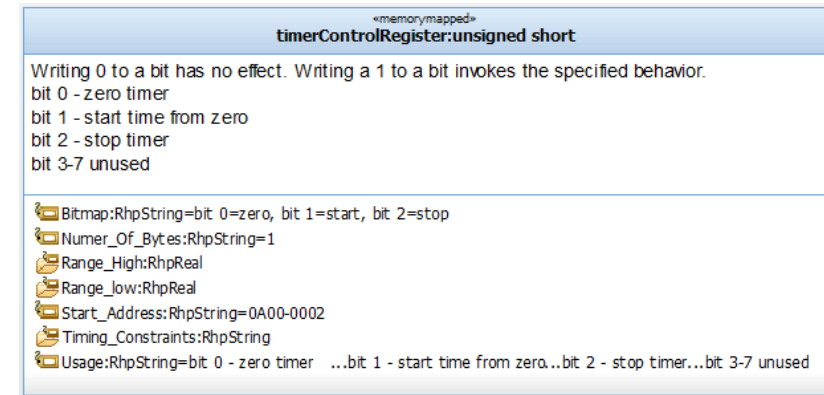 «memorymapped»
timerControlRegister:unsigned short
Writing 0 to a bit has no effect. Writing a 1 to a bit invokes the specified behavior.
bit 0 - zero timer
bit 1 - start time from zero
bit 2 - stop timer
bit 3-7 unused
Bitmap:RhpString=bit 0=zero, bit 1=start, bit 2=stop
Numer_Of_Bytes:RhpString=1
Range_High:RhpReal
Range_low:RhpReal
Start_Address:RhpString=0A00-0002
Timing_Constraints:RhpString
Usage:RhpString=bit 0 - zero timer ...bit 1 - start time from zero...bit 2 - stop timer...bit 3-7 unused